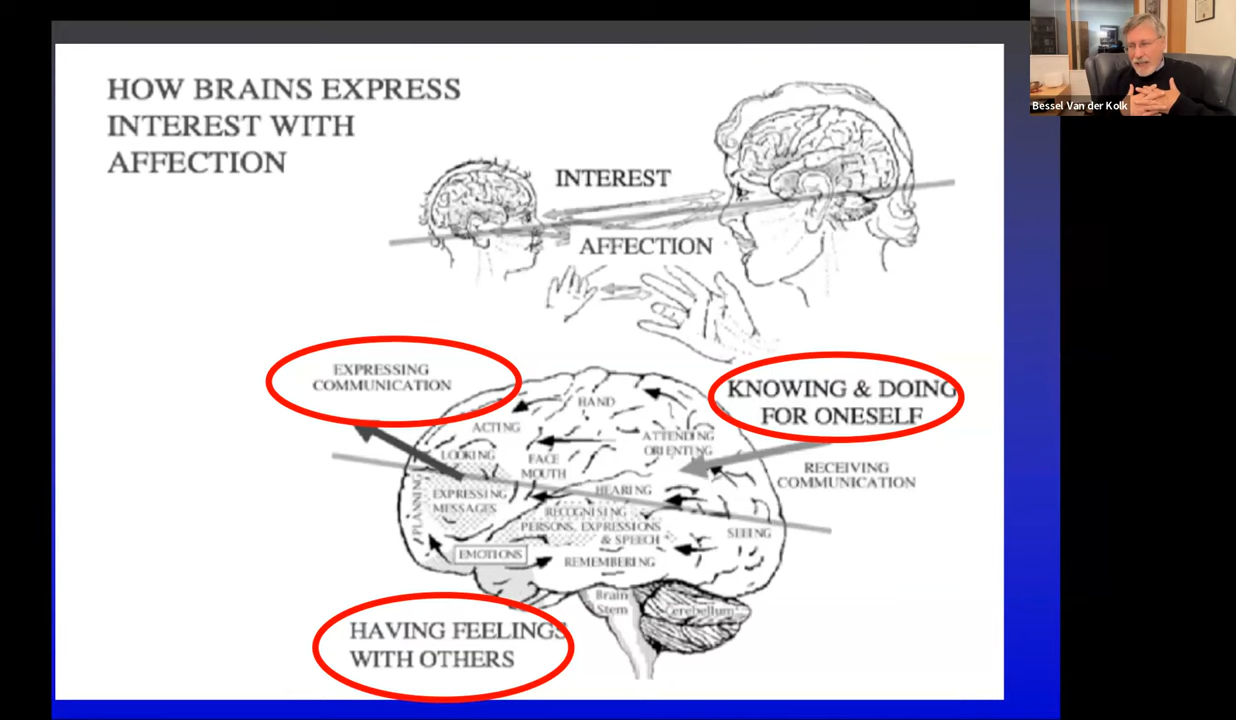 HOW BRAINS EXPRESS
INTEREST WITH
AFFECTION
Bessel Van der Kolk
INTEREST
AFFECTION
EXPRESSING
COMMUNICATION
KNOWING & DOING
FOR ONESELF
HAND
ACTING
ATTENDING
ORIENTING
LOOKING
FACE
MOUTH
RECEIVING
COMMUNICATION
PLANNING
EXPRESSING
MESSAGES
HEARING
RECOGNISING
PERSONS, EXPRESSIONS
& SPEECH
SEEING
EMOTIONS
REMEMBERING
Brain
Stem
Cerebellum
HAVING FEELINGS
WITH OTHERS